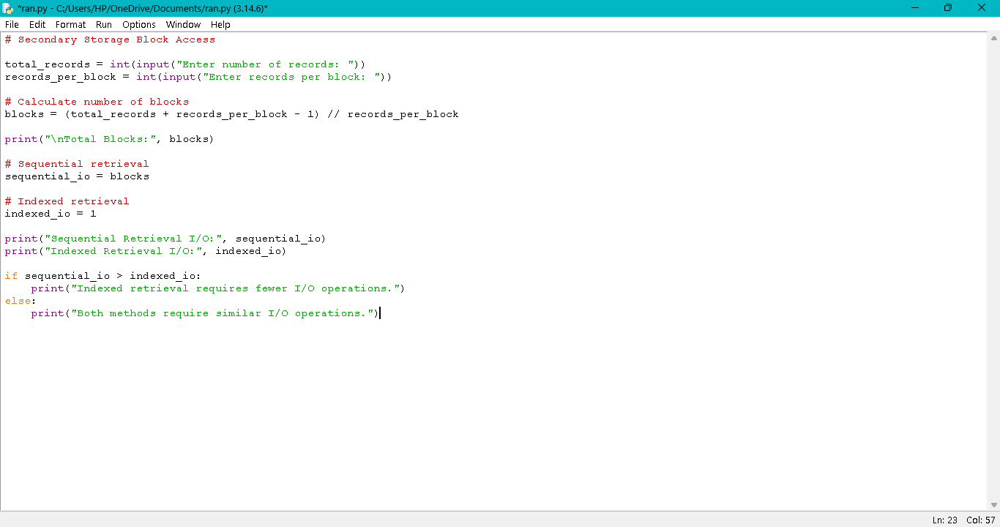 *ran.py - C:/Users/HP/OneDrive/Documents/ran.py (3.14.6)*
File Edit Format Run Options Window Help
# Secondary Storage Block Access
total_records = int(input("Enter number of records: "))
records_per_block = int(input("Enter records per block: "))
# Calculate number of blocks
blocks = (total_records + records_per_block - 1) // records_per_block
print("\nTotal Blocks:", blocks)
# Sequential retrieval
sequential_io = blocks
# Indexed retrieval
indexed_io = 1
print("Sequential Retrieval I/O:", sequential_io)
print("Indexed Retrieval I/O:", indexed_io)
if sequential_io > indexed_io:
    print("Indexed retrieval requires fewer I/O operations.")
else:
    print("Both methods require similar I/O operations.")
Ln: 23 Col: 57